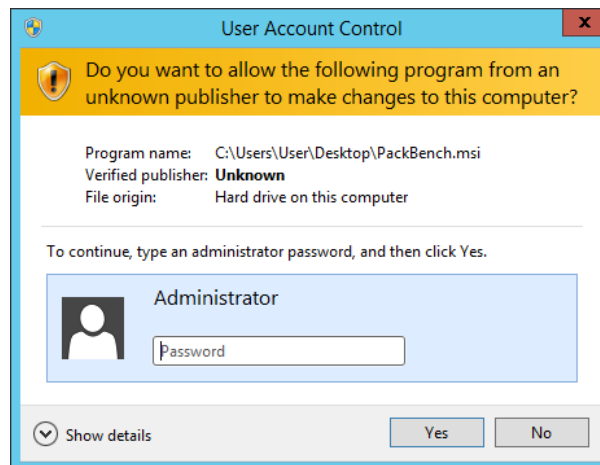 User Account Control
x
Do you want to allow the following program from an
unknown publisher to make changes to this computer?
Program name: C:\Users\User\Desktop\PackBench.msi
Verified publisher: Unknown
File origin: Hard drive on this computer
To continue, type an administrator password, and then click Yes.
Administrator
Password
Show details Yes No